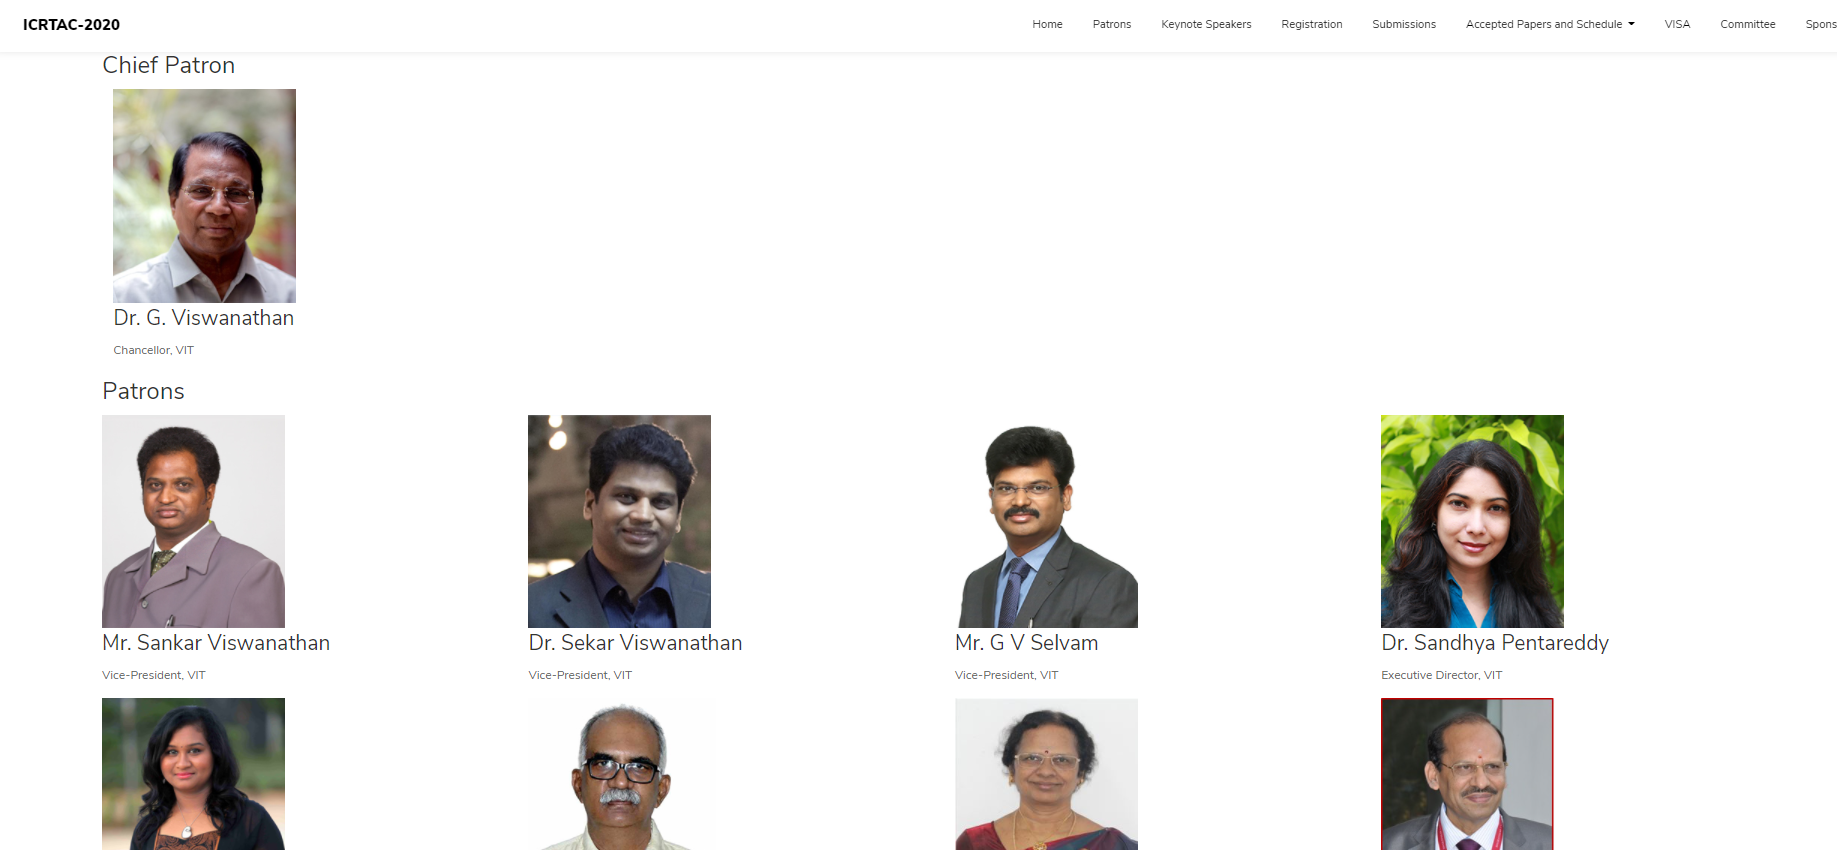 ICRTAC-2020
Home Patrons Keynote Speakers Registration Submissions Accepted Papers and Schedule VISA Committee Spons
Chief Patron
Dr. G. Viswanathan
Chancellor, VIT
Patrons
Mr. Sankar Viswanathan
Vice-President, VIT
Dr. Sekar Viswanathan
Vice-President, VIT
Mr. G V Selvam
Vice-President, VIT
Dr. Sandhya Pentareddy
Executive Director, VIT